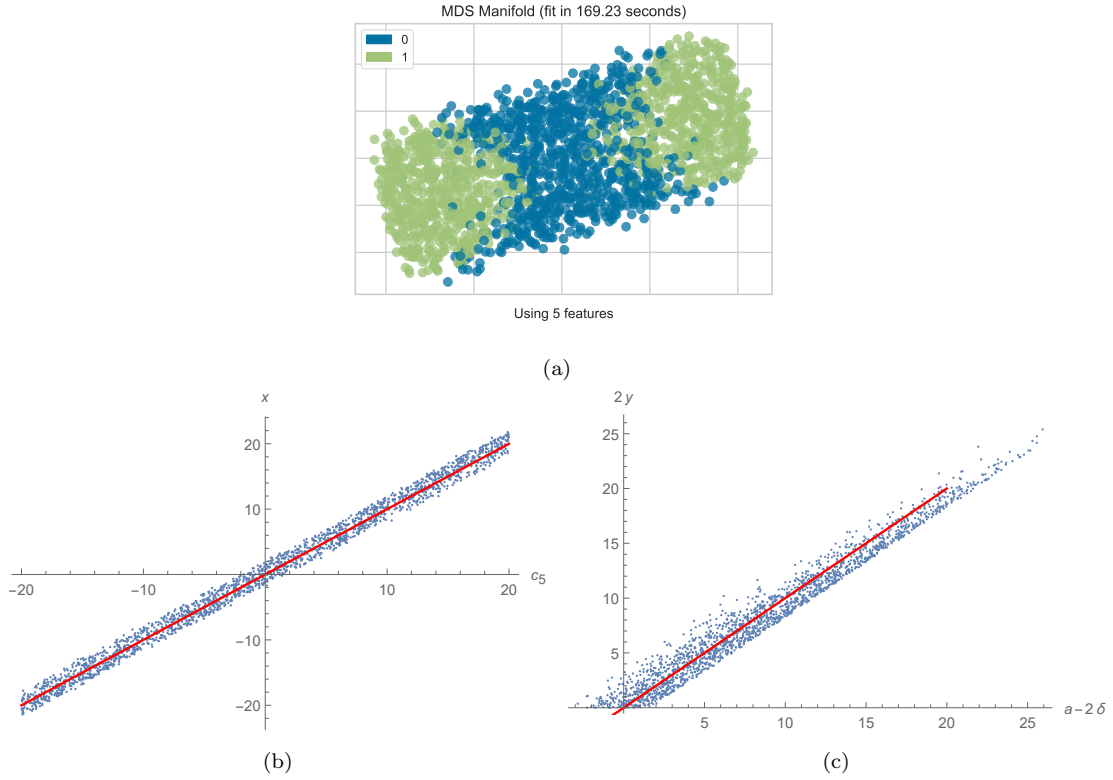 MDS Manifold (fit in 169.23 seconds)
0
1
Using 5 features
(a)
x
20
10
−20
−10
10
20
c5
−10
−20
(b)
2 y
25
20
15
10
5
5
10
15
20
25
a − 2 δ
(c)